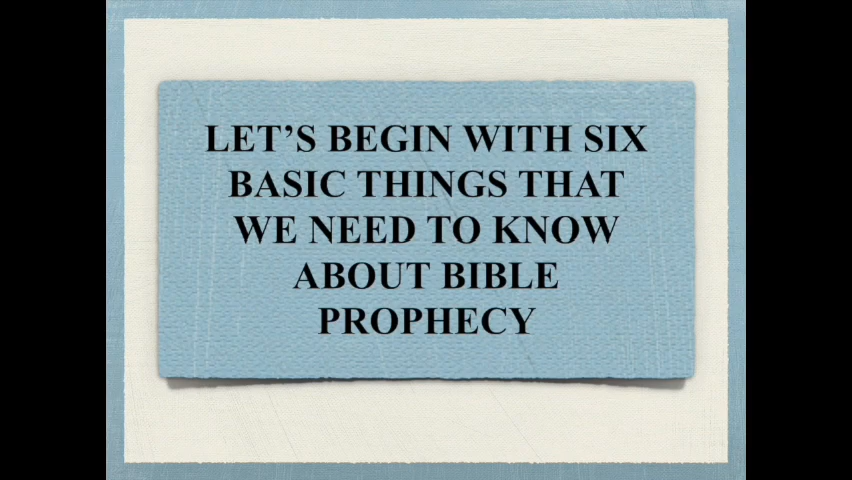 LET’S BEGIN WITH SIX
BASIC THINGS THAT
WE NEED TO KNOW
ABOUT BIBLE
PROPHECY